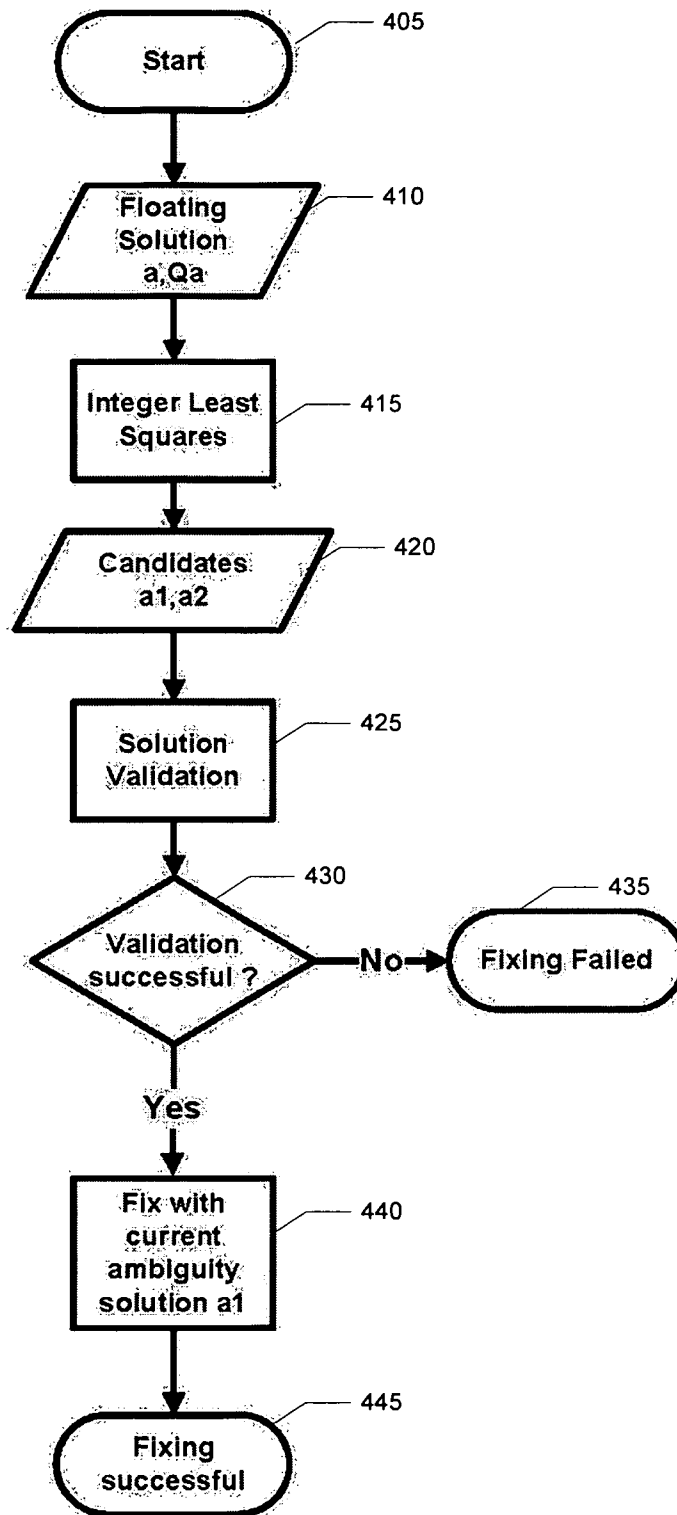 Start
405
Floating
Solution
a,Qa
410
Integer Least
Squares
415
Candidates
a1,a2
420
Solution
Validation
425
430
Validation
successful ?
No
435
Fixing Failed
Yes
Fix with
current
ambiguity
solution a1
440
445
Fixing
successful